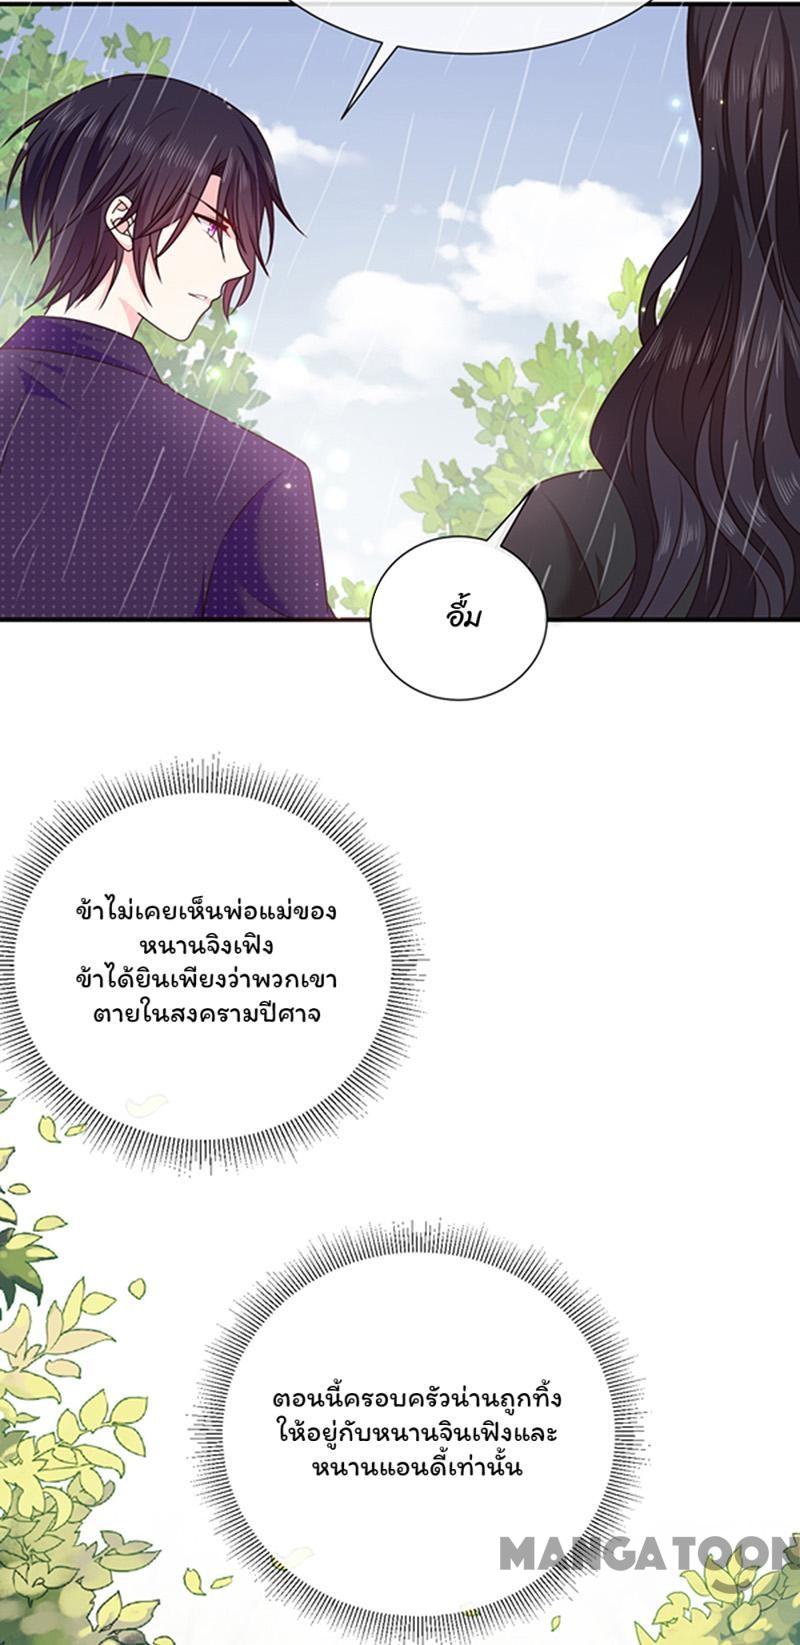 อื้ม
ข้าไม่เคยเห็นพ่อแม่ของ
หนานจิงเฟิง
ข้าได้ยินเพียงว่าพวกเขา
ตายในสงครามปีศาจ
ตอนนี้ครอบครัวน่านถูกทิ้ง
ให้อยู่กับหนานจินเฟิงและ
หนานแอนดี้เท่านั้น
MANGATOON